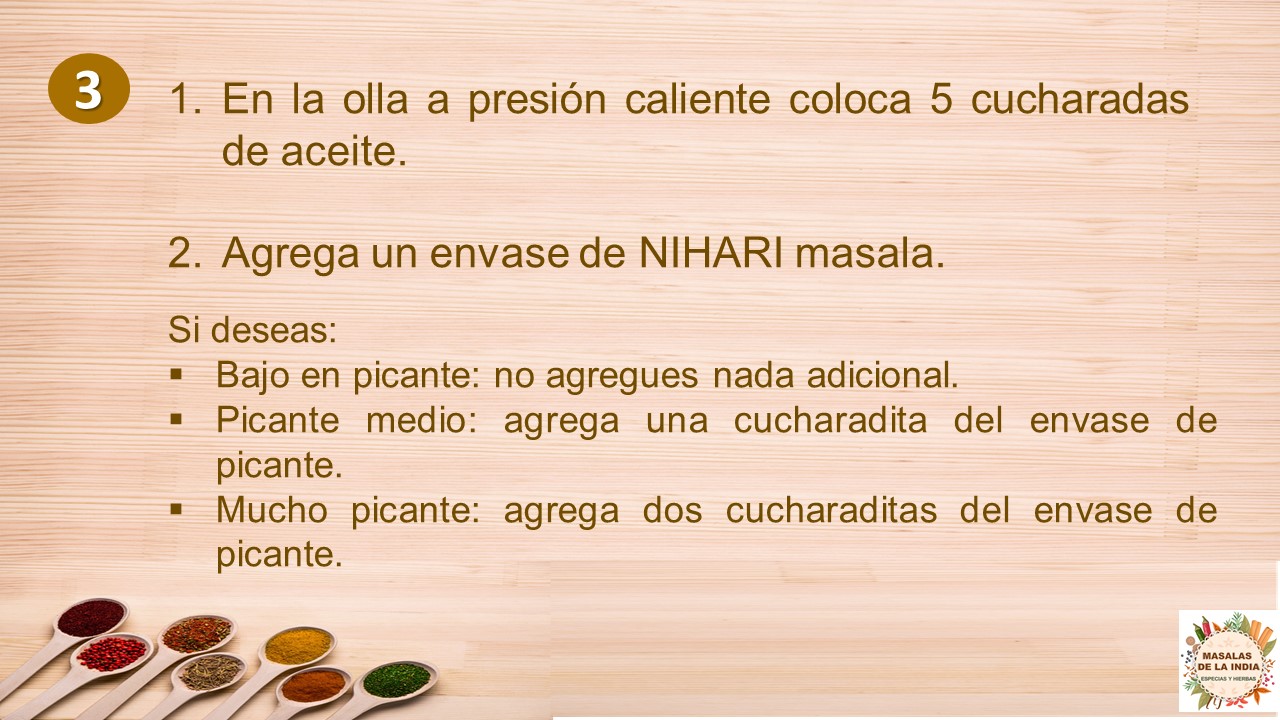 3
1. En la olla a presión caliente coloca 5 cucharadas
de aceite.
2. Agrega un envase de NIHARI masala.
Si deseas:
▪ Bajo en picante: no agregues nada adicional.
▪ Picante medio: agrega una cucharadita del envase de
picante.
▪ Mucho picante: agrega dos cucharaditas del envase de
picante.
MASALAS
DE LA INDIA
ESPECIAS Y HIERBAS